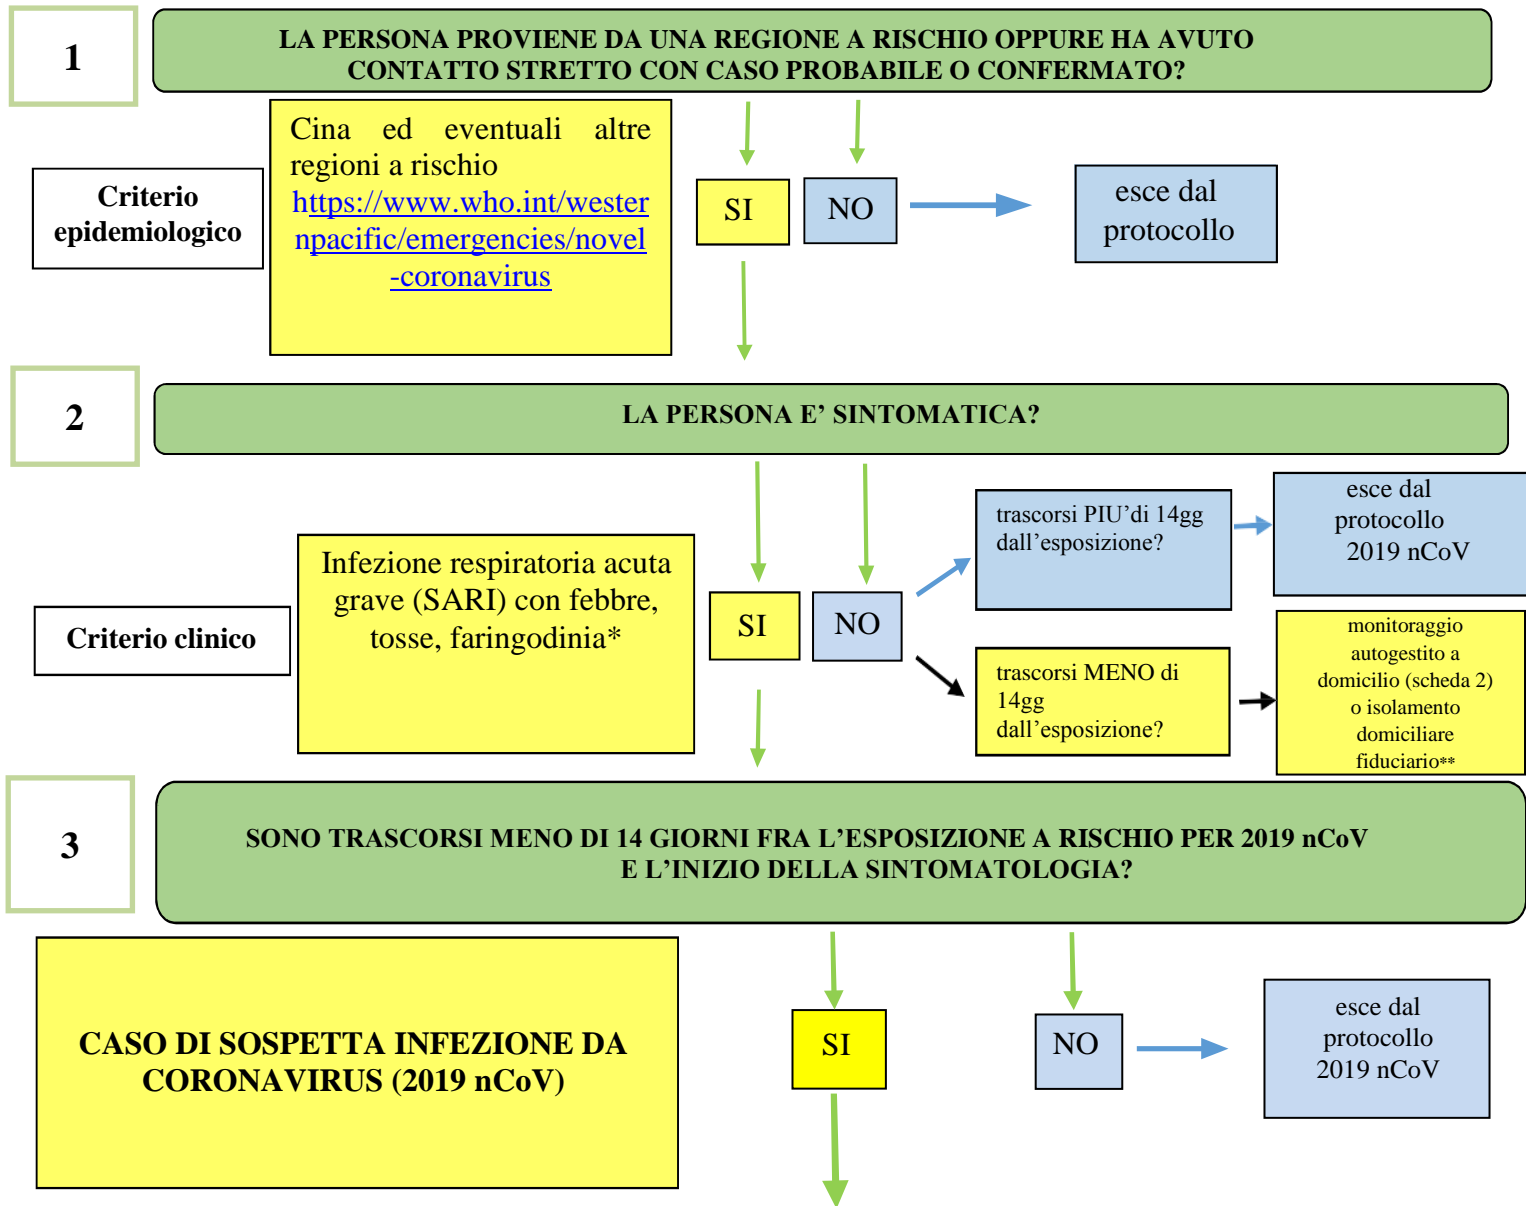 1
LA PERSONA PROVIENE DA UNA REGIONE A RISCHIO OPPURE HA AVUTO
CONTATTO STRETTO CON CASO PROBABILE O CONFERMATO?
Criterio
epidemiologico
Cina ed eventuali altre
regioni a rischio
https://www.who.int/wester
npacific/emergencies/novel
-coronavirus
SI
NO
esce dal
protocollo
2
LA PERSONA E’ SINTOMATICA?
Criterio clinico
Infezione respiratoria acuta
grave (SARI) con febbre,
tosse, faringodinia*
SI
NO
trascorsi PIU’di 14gg
dall’esposizione?
esce dal
protocollo
2019 nCoV
trascorsi MENO di
14gg
dall’esposizione?
monitoraggio
autogestito a
domicilio (scheda 2)
o isolamento
domiciliare
fiduciario**
3
SONO TRASCORSI MENO DI 14 GIORNI FRA L’ESPOSIZIONE A RISCHIO PER 2019 nCoV
E L’INIZIO DELLA SINTOMATOLOGIA?
CASO DI SOSPETTA INFEZIONE DA
CORONAVIRUS (2019 nCoV)
SI
NO
esce dal
protocollo
2019 nCoV